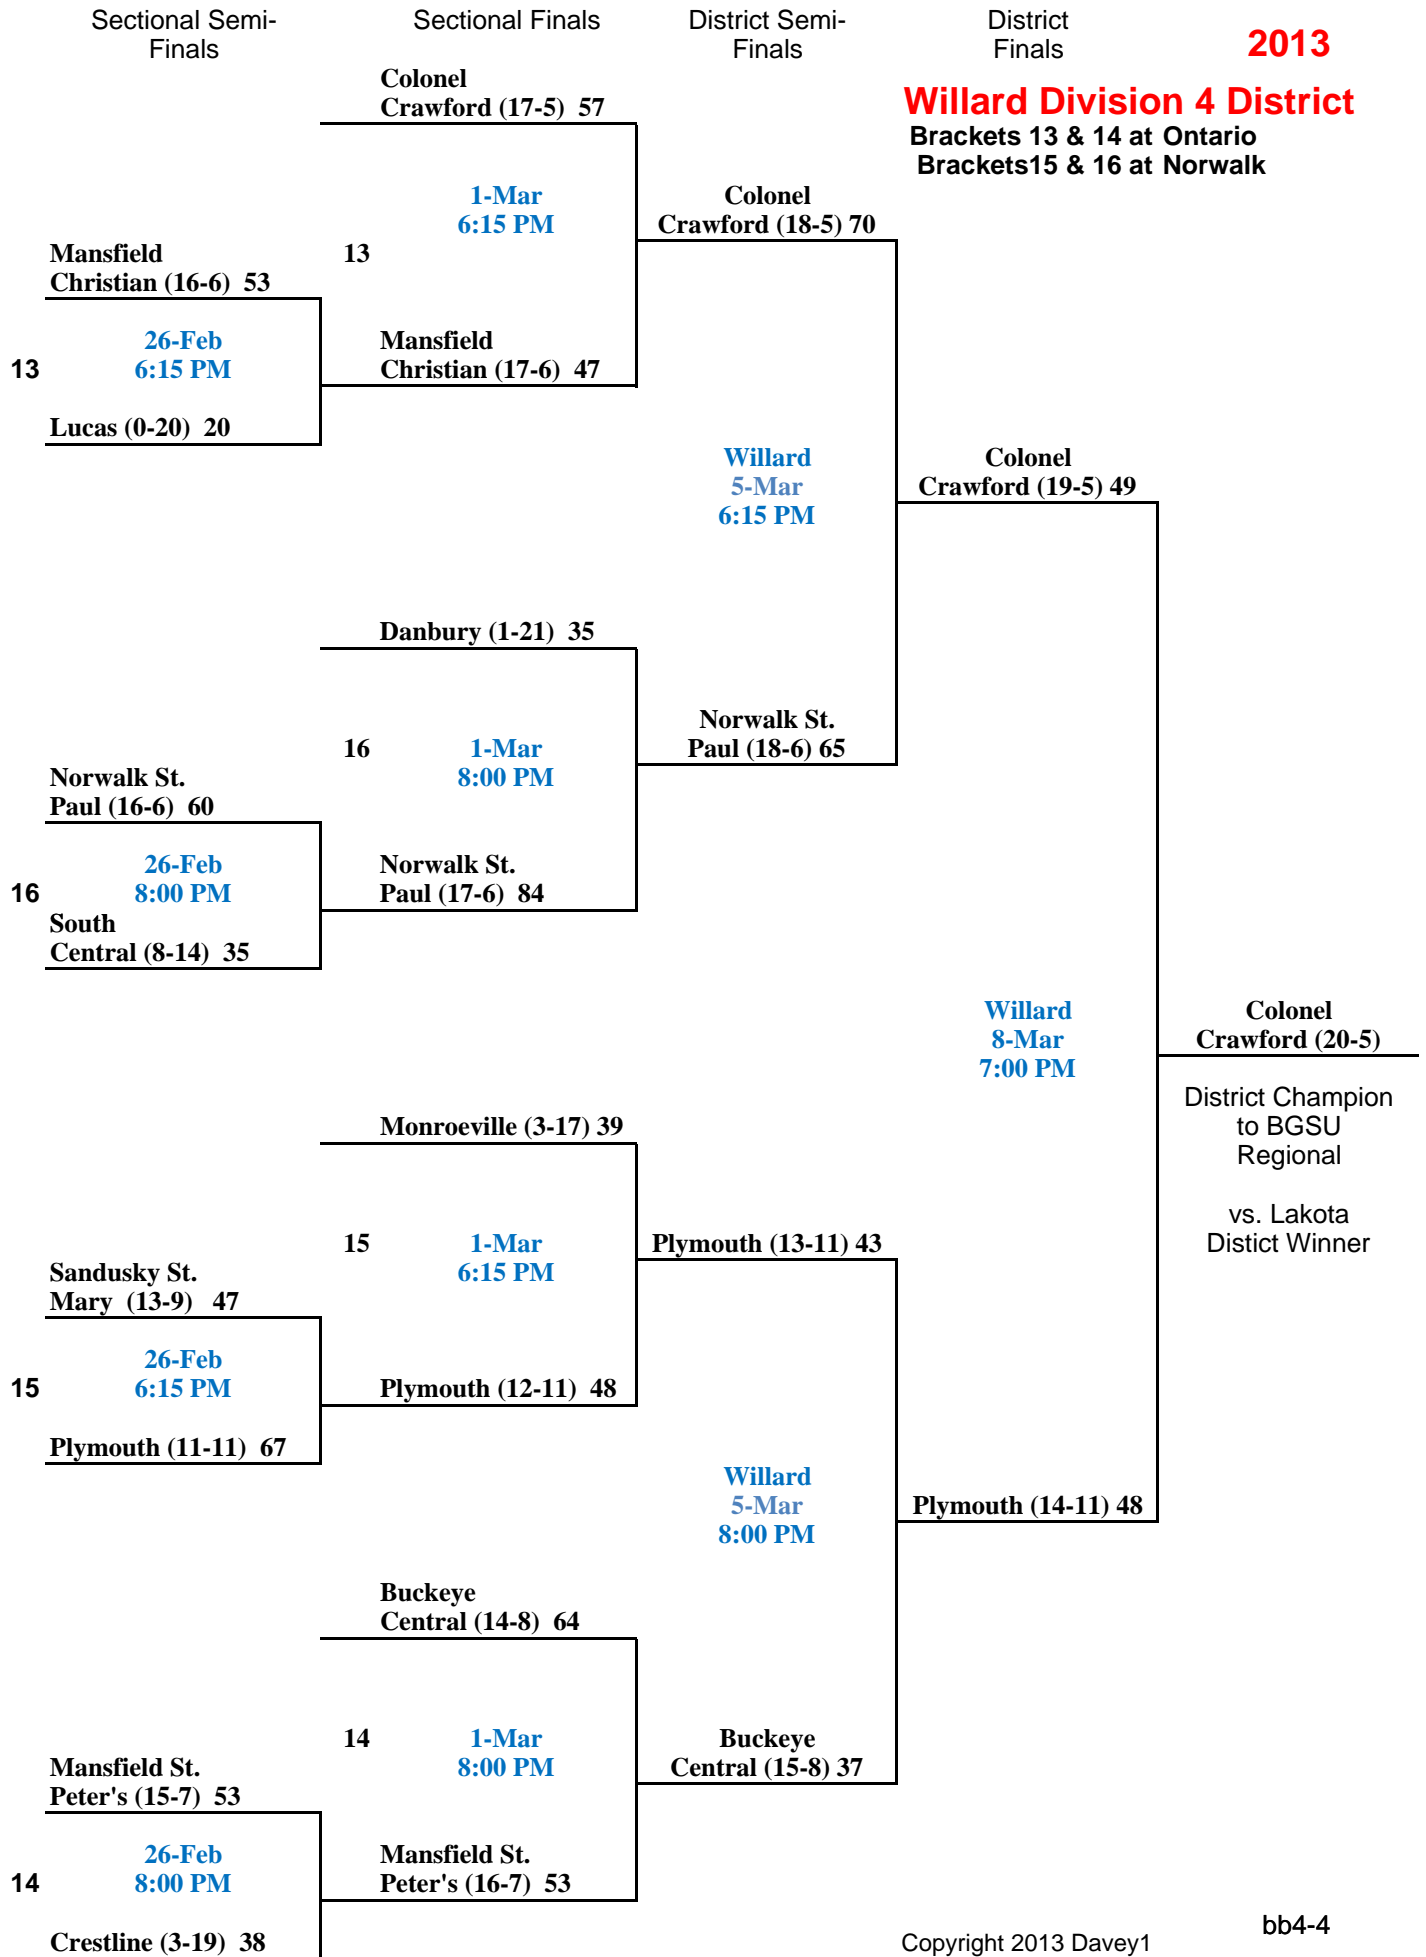 Sectional Semi-
Finals
Sectional Finals
District Semi-
Finals
District
Finals
2013
Willard Division 4 District
Brackets 13 & 14 at Ontario
Brackets15 & 16 at Norwalk
Colonel
Crawford (17-5) 57
1-Mar
6:15 PM
Colonel
Crawford (18-5) 70
13
Mansfield
Christian (16-6) 53
26-Feb
6:15 PM
13
Mansfield
Christian (17-6) 47
Lucas (0-20) 20
Willard
5-Mar
6:15 PM
Colonel
Crawford (19-5) 49
Danbury (1-21) 35
16
1-Mar
8:00 PM
Norwalk St.
Paul (18-6) 65
Norwalk St.
Paul (16-6) 60
26-Feb
8:00 PM
16
Norwalk St.
Paul (17-6) 84
South
Central (8-14) 35
Willard
8-Mar
7:00 PM
Colonel
Crawford (20-5)
District Champion
to BGSU
Regional
vs. Lakota
Distict Winner
Monroeville (3-17) 39
15
1-Mar
6:15 PM
Plymouth (13-11) 43
Sandusky St.
Mary (13-9) 47
26-Feb
6:15 PM
15
Plymouth (12-11) 48
Plymouth (11-11) 67
Willard
5-Mar
8:00 PM
Plymouth (14-11) 48
Buckeye
Central (14-8) 64
14
1-Mar
8:00 PM
Buckeye
Central (15-8) 37
Mansfield St.
Peter's (15-7) 53
26-Feb
8:00 PM
14
Mansfield St.
Peter's (16-7) 53
Crestline (3-19) 38
Copyright 2013 Davey1
bb4-4